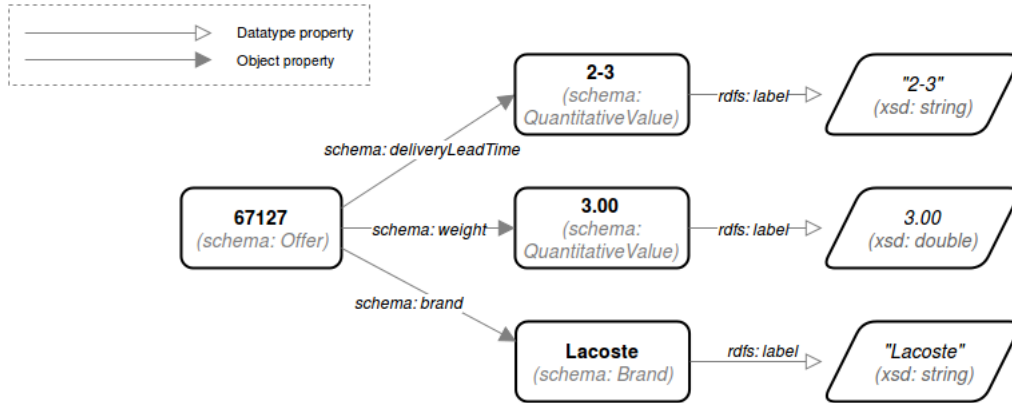 Datatype property
Object property
2-3
(schema:
QuantitativeValue)
rdfs: label
"2-3"
(xsd: string)
schema: deliveryLeadTime
67127
(schema: Offer)
schema: weight
3.00
(schema:
QuantitativeValue)
rdfs: label
3.00
(xsd: double)
schema: brand
Lacoste
(schema: Brand)
rdfs: label
"Lacoste"
(xsd: string)